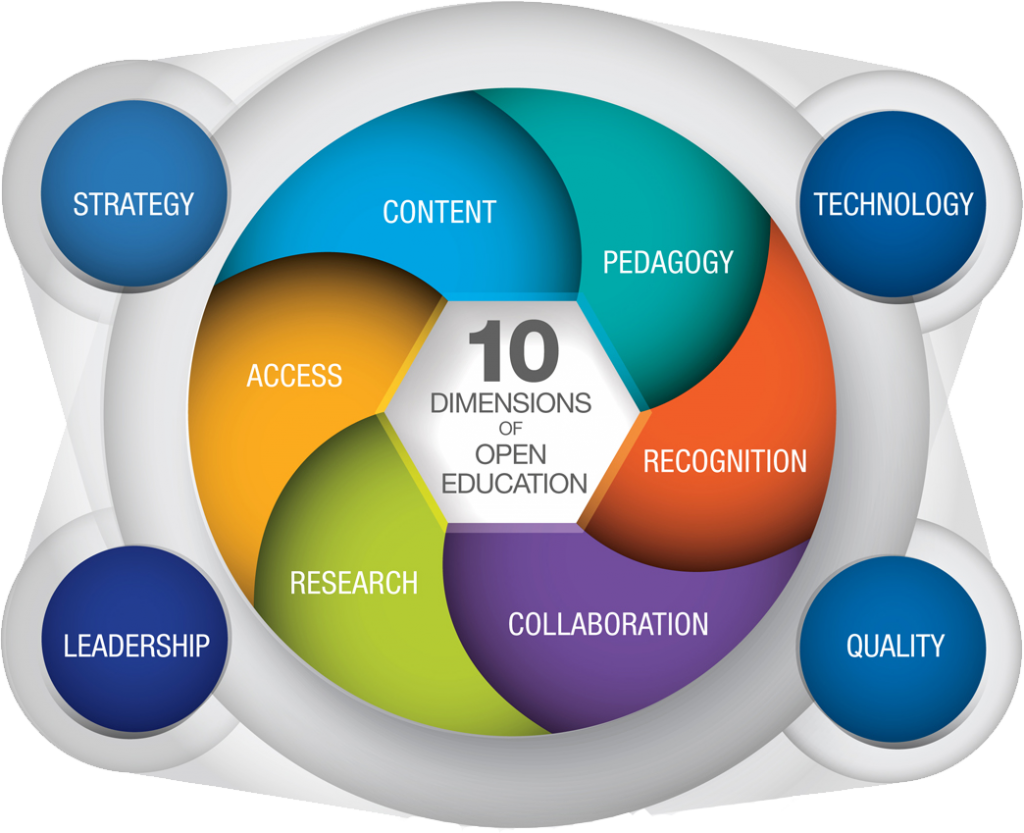 STRATEGY
TECHNOLOGY
CONTENT
PEDAGOGY
ACCESS
10
DIMENSIONS
OF
OPEN
EDUCATION
RECOGNITION
RESEARCH
COLLABORATION
LEADERSHIP
QUALITY